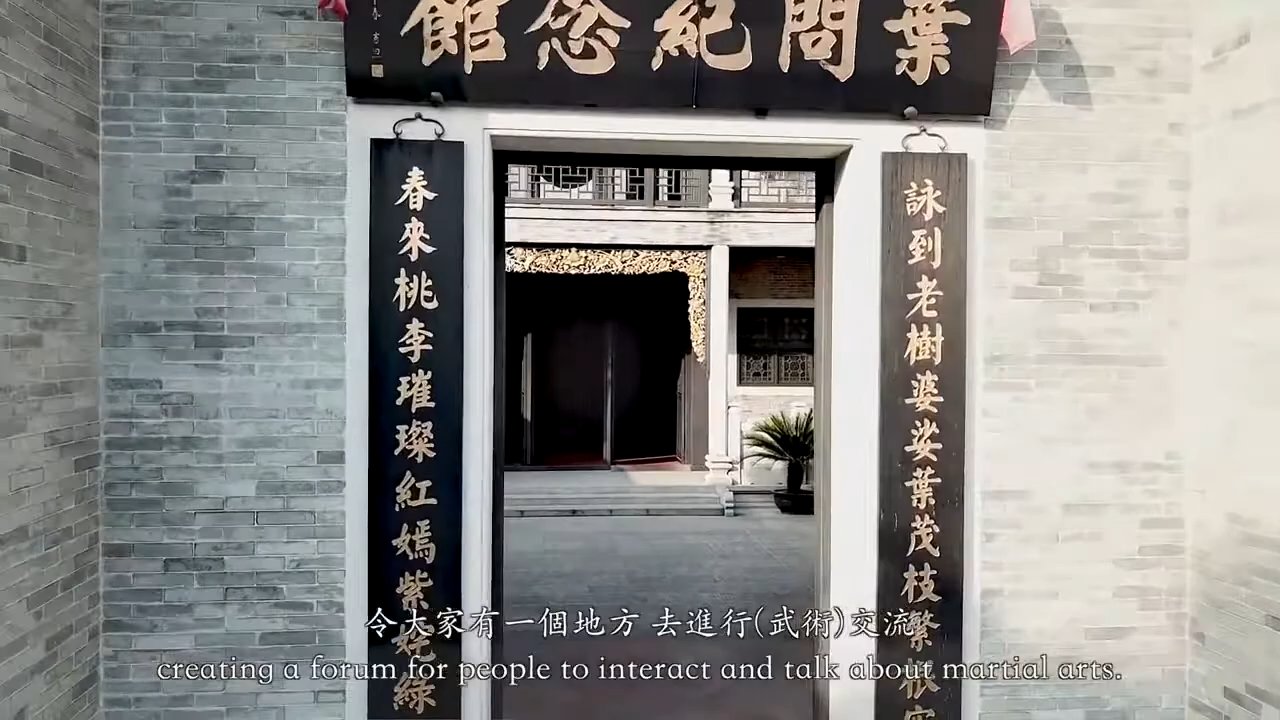 葉問紀念館
詠到老樹婆娑葉茂枝繁
春來桃李璀璨紅嫣紫
令大家有一個地方 去進行(武術)交流
creating a forum for people to interact and talk about martial arts.